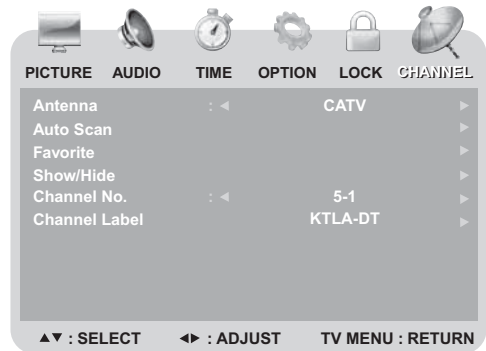 PICTURE AUDIO TIME OPTION LOCK CHANNEL
Antenna : ◄ CATV ►
Auto Scan ►
Favorite ►
Show/Hide ►
Channel No. : ◄ 5-1 ►
Channel Label KTLA-DT ►
▲▼ : SELECT ◄► : ADJUST TV MENU : RETURN